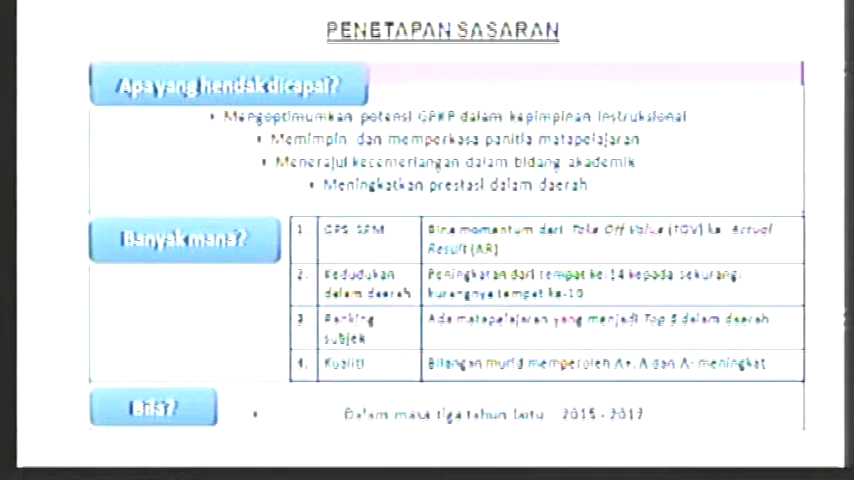 PENETAPAN SASARAN
Apa yang hendak dicapai?
• Mengoptimumkan potensi GPKP dalam kepimpinan instruksional
• Memimpin dan memperkasa panitia matapelajaran
• Menerajui kecemerlangan dalam bidang akademik
• Meningkatkan prestasi dalam daerah
Banyak mana?
1. GPS SPM
Bina momentum dari Take Off Value (TOV) ke Actual
Result (AR)
2. Kedudukan
dalam daerah
Peningkatan dari tempat ke-14 kepada sekurang-
kurangnya tempat ke-10
3. Ranking
subjek
Ada matapelajaran yang menjadi Top 5 dalam daerah
4. Kualiti
Bilangan murid memperoleh A+, A dan A- meningkat
Bila?
• Dalam masa tiga tahun iaitu 2015 - 2017